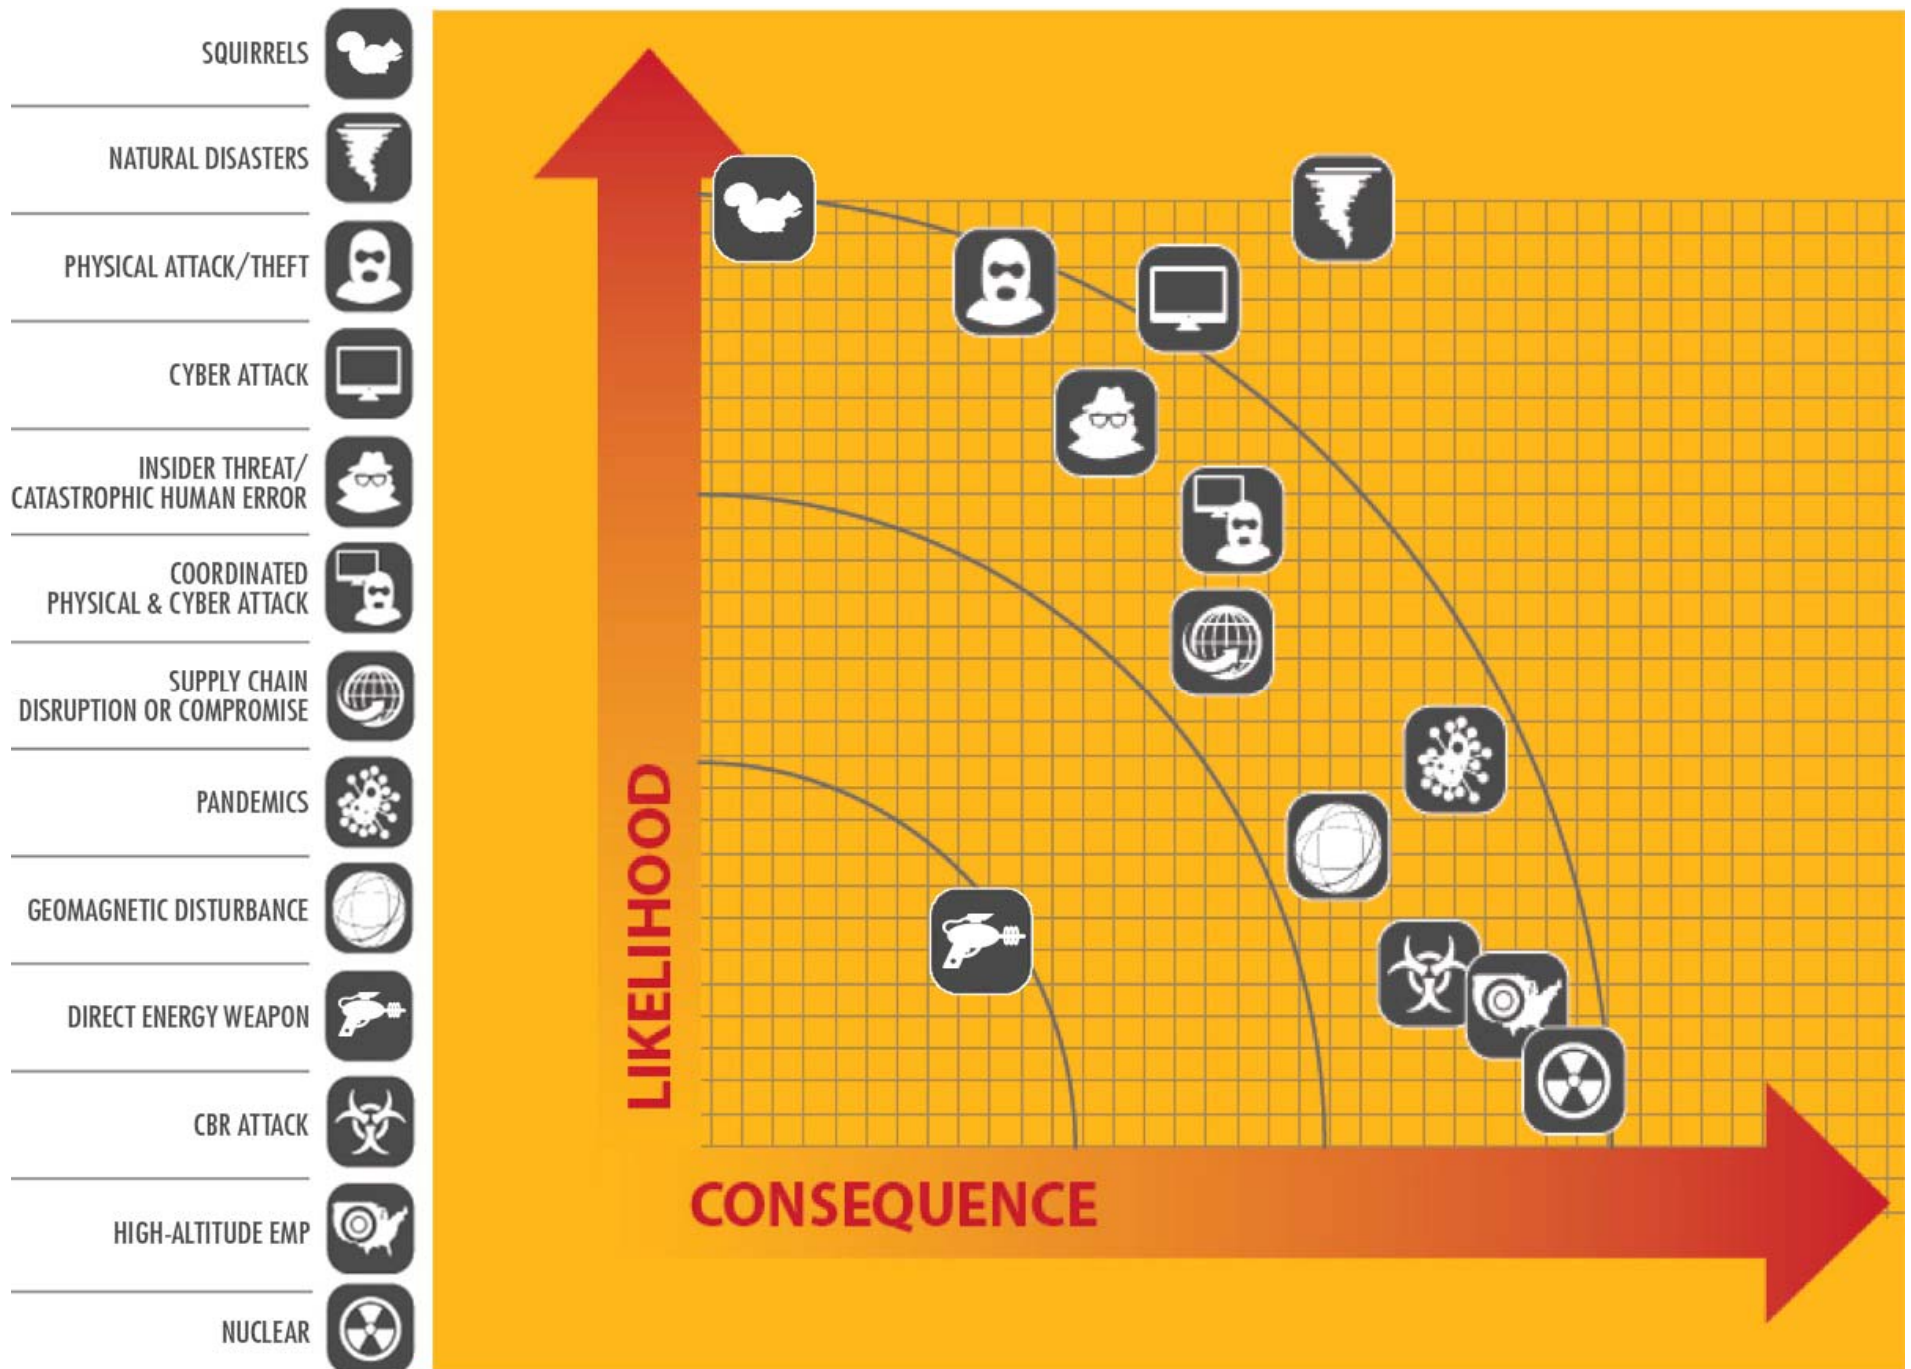 SQUIRRELS
NATURAL DISASTERS
PHYSICAL ATTACK/THEFT
CYBER ATTACK
INSIDER THREAT/
CATASTROPHIC HUMAN ERROR
COORDINATED
PHYSICAL & CYBER ATTACK
SUPPLY CHAIN
DISRUPTION OR COMPROMISE
PANDEMICS
GEOMAGNETIC DISTURBANCE
DIRECT ENERGY WEAPON
CBR ATTACK
HIGH-ALTITUDE EMP
NUCLEAR
LIKELIHOOD
CONSEQUENCE